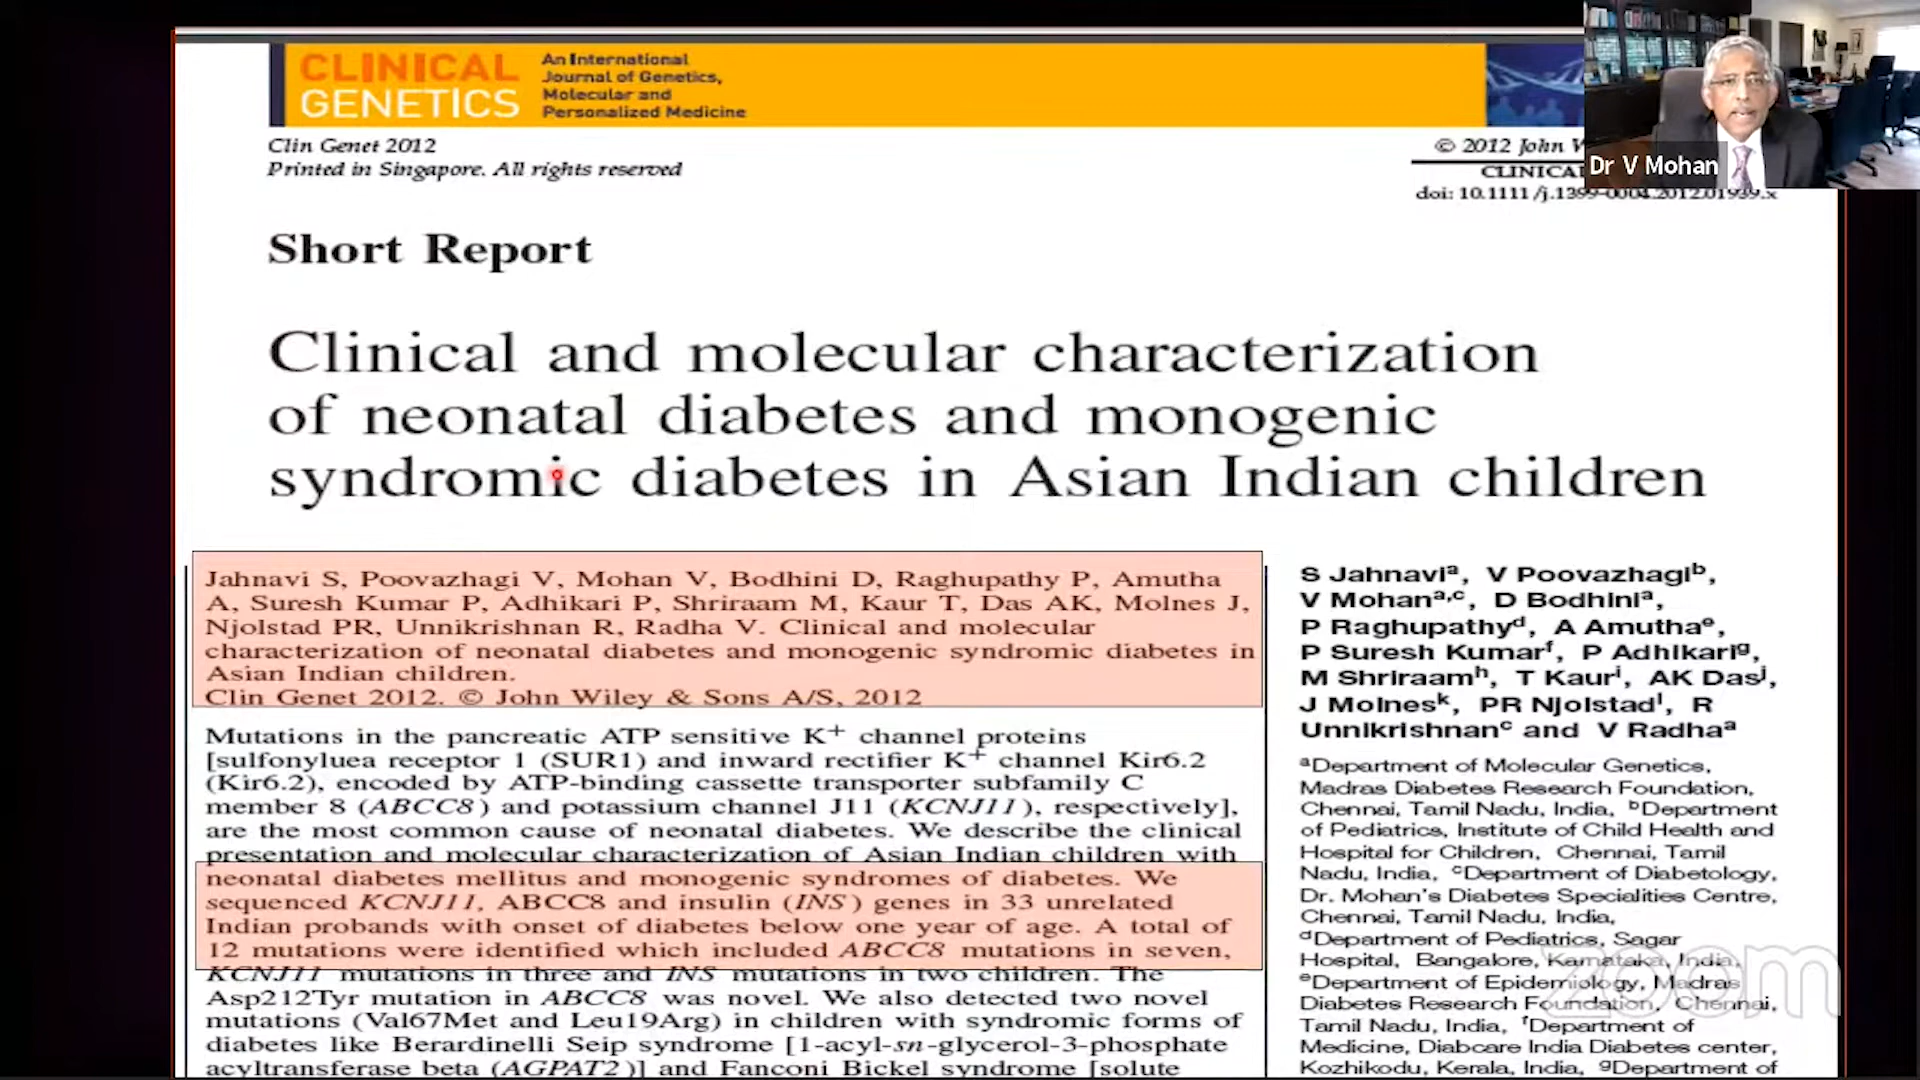 CLINICAL
GENETICS
An International
Journal of Genetics,
Molecular and
Personalized Medicine
Clin Genet 2012
Printed in Singapore. All rights reserved
© 2012 John
CLINICA
doi: 10.1111/j.1399-0004.2012.01939.x
Dr V Mohan
Short Report
Clinical and molecular characterization
of neonatal diabetes and monogenic
syndromic diabetes in Asian Indian children
Jahnavi S, Poovazhagi V, Mohan V, Bodhini D, Raghupathy P, Amutha
A, Suresh Kumar P, Adhikari P, Shriraam M, Kaur T, Das AK, Molnes J,
Njolstad PR, Unnikrishnan R, Radha V. Clinical and molecular
characterization of neonatal diabetes and monogenic syndromic diabetes in
Asian Indian children.
Clin Genet 2012. © John Wiley & Sons A/S, 2012
Mutations in the pancreatic ATP sensitive K+ channel proteins
[sulfonyluea receptor 1 (SUR1) and inward rectifier K+ channel Kir6.2
(Kir6.2), encoded by ATP-binding cassette transporter subfamily C
member 8 (ABCC8) and potassium channel J11 (KCNJ11), respectively],
are the most common cause of neonatal diabetes. We describe the clinical
presentation and molecular characterization of Asian Indian children with
neonatal diabetes mellitus and monogenic syndromes of diabetes. We
sequenced KCNJ11, ABCC8 and insulin (INS) genes in 33 unrelated
Indian probands with onset of diabetes below one year of age. A total of
12 mutations were identified which included ABCC8 mutations in seven,
KCNJ11 mutations in three and INS mutations in two children. The
Asp212Tyr mutation in ABCC8 was novel. We also detected two novel
mutations (Val67Met and Leu19Arg) in children with syndromic forms of
diabetes like Berardinelli Seip syndrome [1-acyl-sn-glycerol-3-phosphate
acyltransferase beta (AGPAT2)] and Fanconi Bickel syndrome [solute
S Jahnavia, V Poovazhagib,
V Mohana,c, D Bodhinia,
P Raghupathyd, A Amuthae,
P Suresh Kumarf, P Adhikarig,
M Shriraamh, T Kauri, AK Dasj,
J Molnesk, PR Njolstadl, R
Unnikrishnanc and V Radhaa
aDepartment of Molecular Genetics,
Madras Diabetes Research Foundation,
Chennai, Tamil Nadu, India, bDepartment
of Pediatrics, Institute of Child Health and
Hospital for Children, Chennai, Tamil
Nadu, India, cDepartment of Diabetology,
Dr. Mohan's Diabetes Specialities Centre,
Chennai, Tamil Nadu, India,
dDepartment of Pediatrics, Sagar
Hospital, Bangalore, Karnataka, India,
eDepartment of Epidemiology, Madras
Diabetes Research Foundation, Chennai,
Tamil Nadu, India, fDepartment of
Medicine, Diabcare India Diabetes center,
Kozhikodu, Kerala, India, gDepartment of
zoom